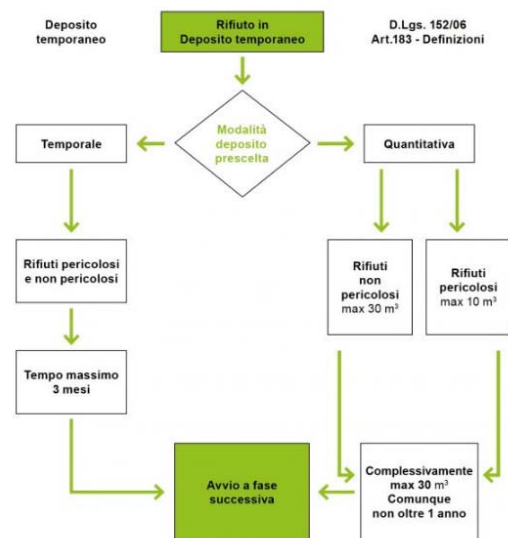 Deposito
temporaneo
Rifiuto in
Deposito temporaneo
D.Lgs. 152/06
Art.183 - Definizioni
Temporale
Modalità
deposito
prescelta
Quantitativa
Rifiuti pericolosi
e non pericolosi
Rifiuti
non
pericolosi
max 30 m³
Rifiuti
pericolosi
max 10 m³
Tempo massimo
3 mesi
Avvio a fase
successiva
Complessivamente
max 30 m³
Comunque
non oltre 1 anno